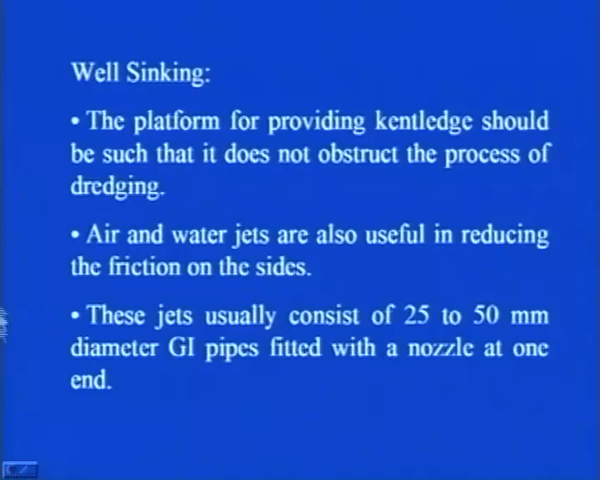 Well Sinking:
• The platform for providing kentledge should
be such that it does not obstruct the process of
dredging.
• Air and water jets are also useful in reducing
the friction on the sides.
• These jets usually consist of 25 to 50 mm
diameter GI pipes fitted with a nozzle at one
end.